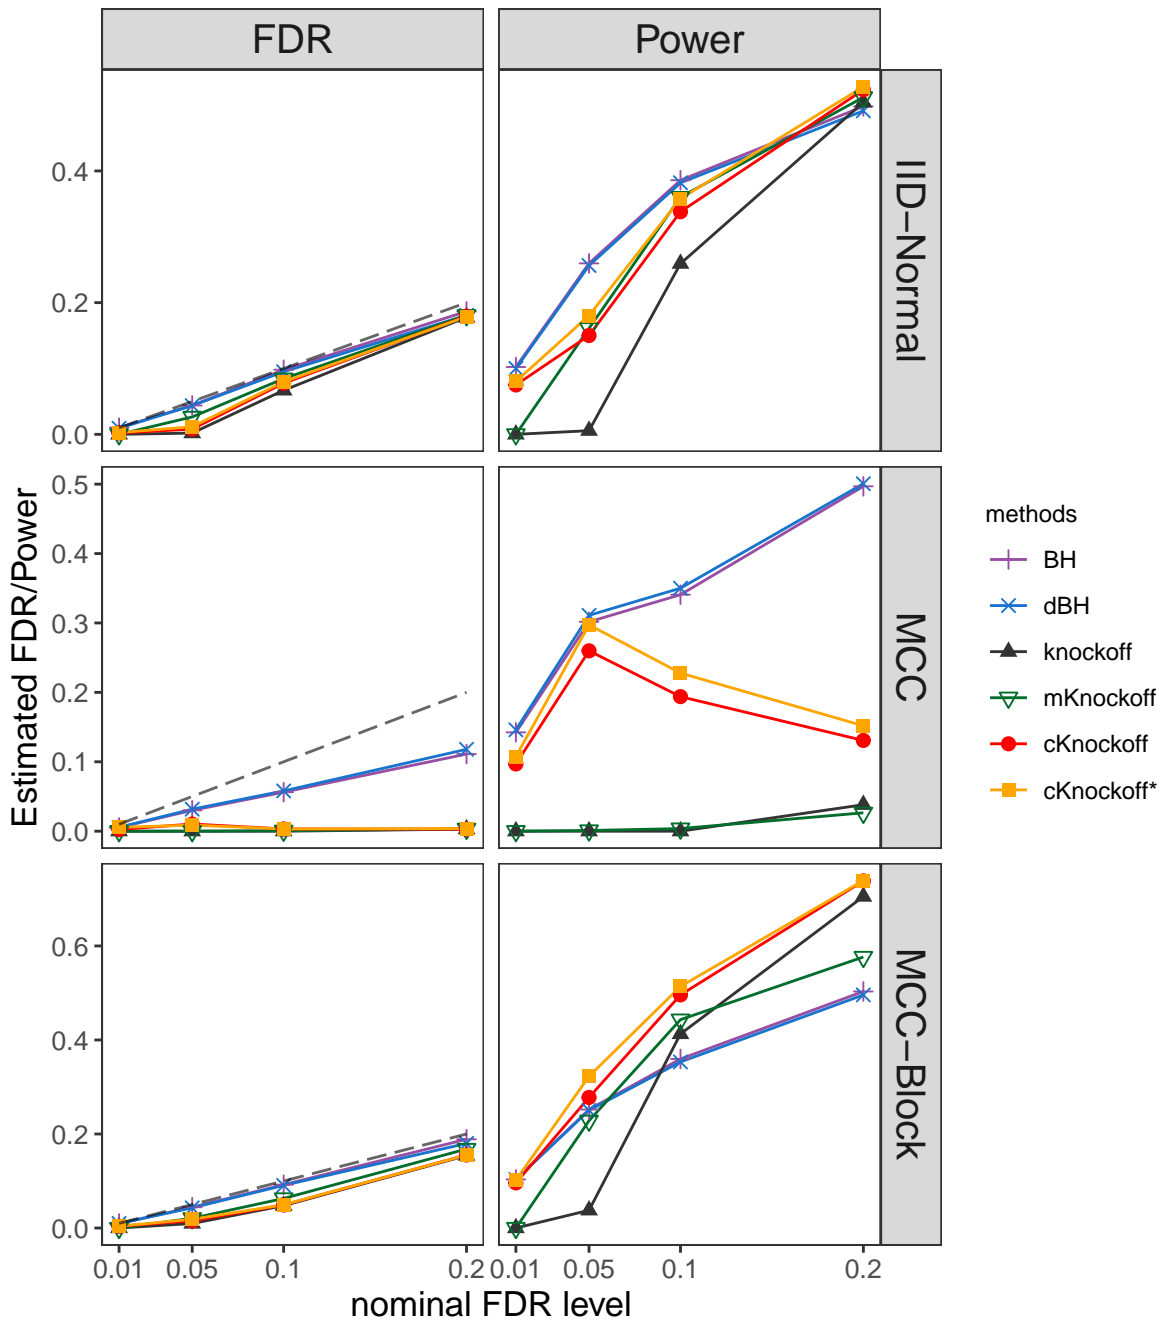 FDR
Power
0.4
0.2
0.0
IID-Normal
0.5
0.4
0.3
0.2
0.1
0.0
MCC
0.6
0.4
0.2
0.0
MCC-Block
0.01 0.05 0.1 0.2
0.01 0.05 0.1 0.2
nominal FDR level
Estimated FDR/Power
methods
BH
dBH
knockoff
mKnockoff
cKnockoff
cKnockoff*